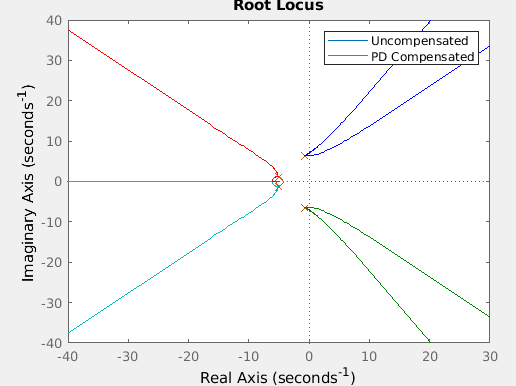 Root Locus
Uncompensated
PD Compensated
Imaginary Axis (seconds⁻¹)
40
30
20
10
0
-10
-20
-30
-40
-40 -30 -20 -10 0 10 20 30
Real Axis (seconds⁻¹)